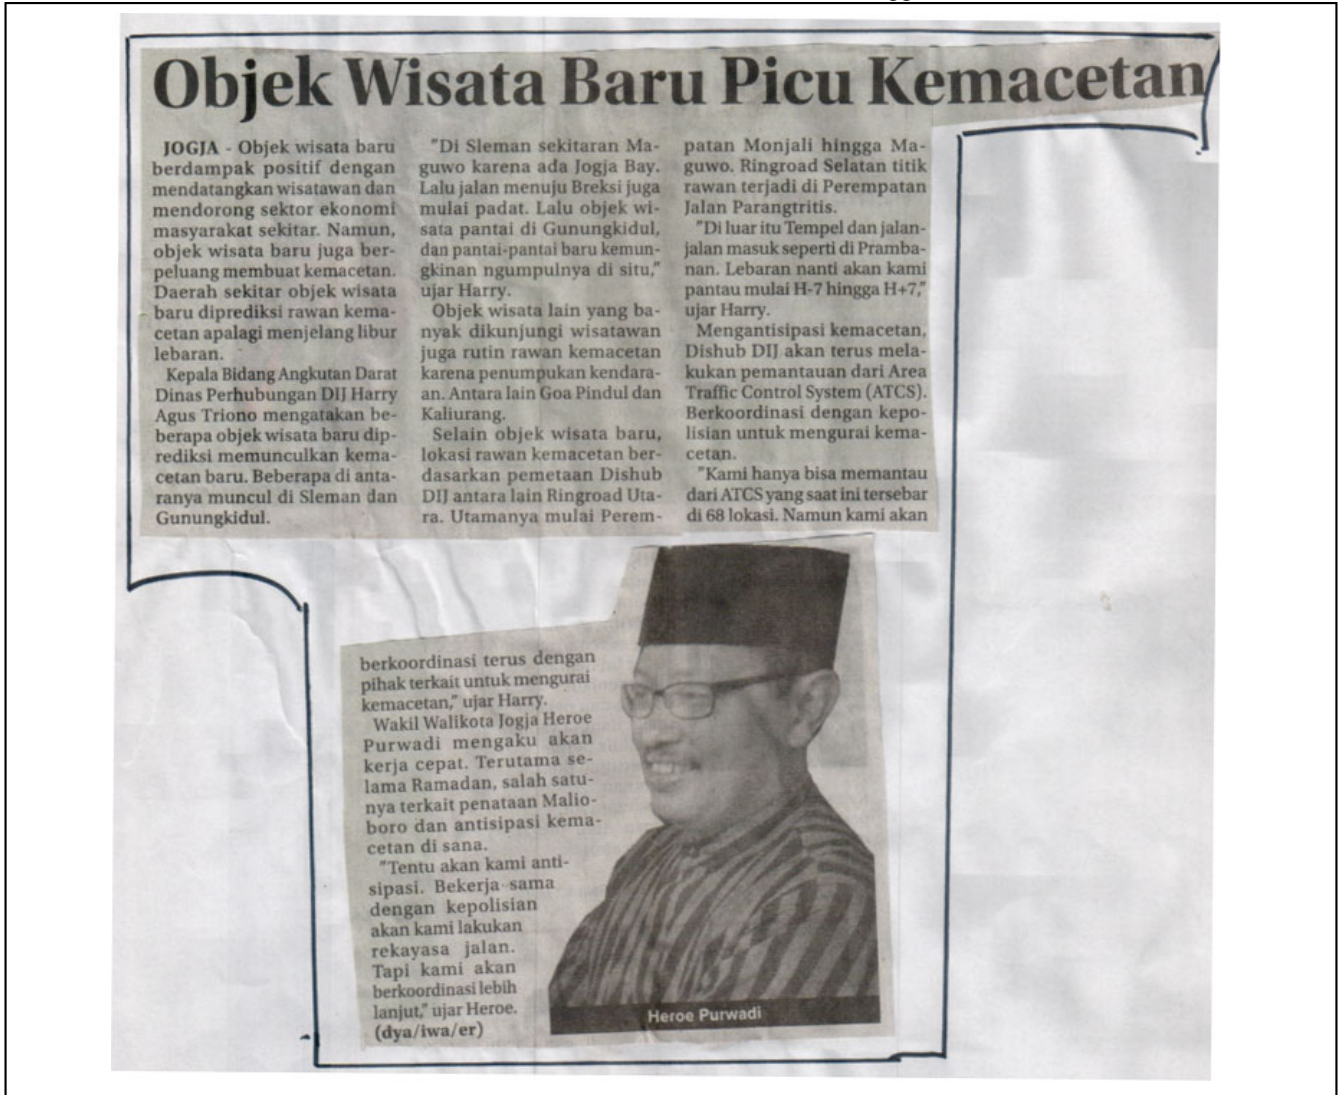 Objek Wisata Baru Picu Kemacetan
JOGJA - Objek wisata baru
berdampak positif dengan
mendatangkan wisatawan dan
mendorong sektor ekonomi
masyarakat sekitar. Namun,
objek wisata baru juga ber-
peluang membuat kemacetan.
Daerah sekitar objek wisata
baru diprediksi rawan kema-
cetan apalagi menjelang libur
lebaran.
Kepala Bidang Angkutan Darat
Dinas Perhubungan DIJ Harry
Agus Triono mengatakan be-
berapa objek wisata baru dip-
rediksi memunculkan kema-
cetan baru. Beberapa di anta-
ranya muncul di Sleman dan
Gunungkidul.
"Di Sleman sekitaran Ma-
guwo karena ada Jogja Bay.
Lalu jalan menuju Breksi juga
mulai padat. Lalu objek wi-
sata pantai di Gunungkidul,
dan pantai-pantai baru kemun-
gkinan ngumpulnya di situ,"
ujar Harry.
Objek wisata lain yang ba-
nyak dikunjungi wisatawan
juga rutin rawan kemacetan
karena penumpukan kendara-
an. Antara lain Goa Pindul dan
Kaliurang.
Selain objek wisata baru,
lokasi rawan kemacetan ber-
dasarkan pemetaan Dishub
DIJ antara lain Ringroad Uta-
ra. Utamanya mulai Perem-
patan Monjali hingga Ma-
guwo. Ringroad Selatan titik
rawan terjadi di Perempatan
Jalan Parangtritis.
"Di luar itu Tempel dan jalan-
jalan masuk seperti di Pramba-
nan. Lebaran nanti akan kami
pantau mulai H-7 hingga H+7,"
ujar Harry.
Mengantisipasi kemacetan,
Dishub DIJ akan terus mela-
kukan pemantauan dari Area
Traffic Control System (ATCS).
Berkoordinasi dengan kepo-
lisian untuk mengurai kema-
cetan.
"Kami hanya bisa memantau
dari ATCS yang saat ini tersebar
di 68 lokasi. Namun kami akan
berkoordinasi terus dengan
pihak terkait untuk mengurai
kemacetan," ujar Harry.
Wakil Walikota Jogja Heroe
Purwadi mengaku akan
kerja cepat. Terutama se-
lama Ramadan, salah satu-
nya terkait penataan Malio-
boro dan antisipasi kema-
cetan di sana.
"Tentu akan kami anti-
sipasi. Bekerja sama
dengan kepolisian
akan kami lakukan
rekayasa jalan.
Tapi kami akan
berkoordinasi lebih
lanjut," ujar Heroe.
(dya/iwa/er)
Heroe Purwadi